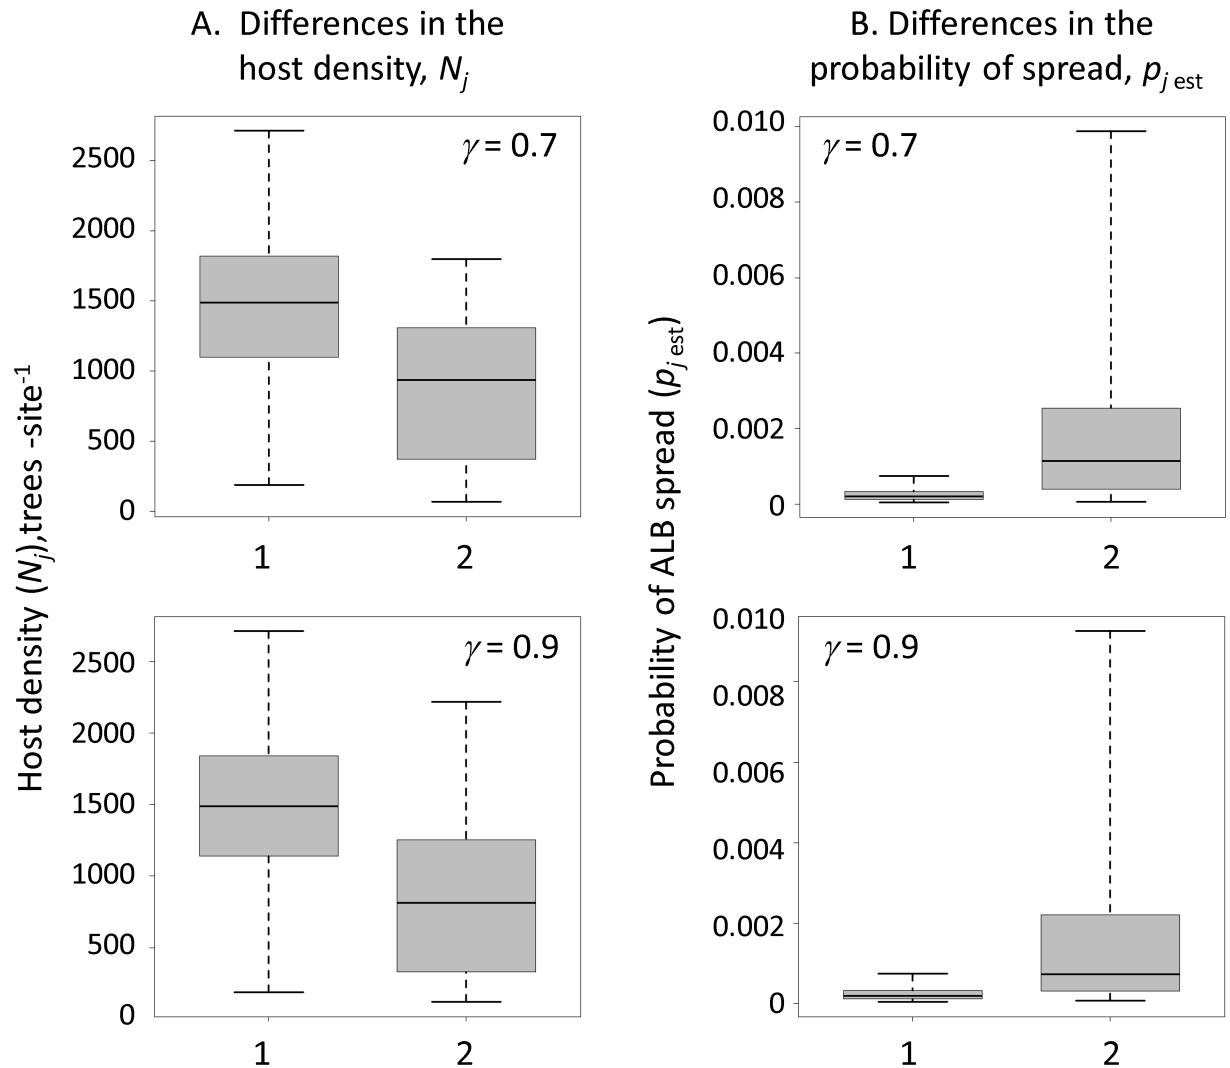 A. Differences in the
host density, Nj
B. Differences in the
probability of spread, pj est
Host density (Nj),trees -site-1
γ = 0.7
2500
2000
1500
1000
500
0
1 2
Probability of ALB spread (pj est)
γ = 0.7
0.010
0.008
0.006
0.004
0.002
0
1 2
γ = 0.9
2500
2000
1500
1000
500
0
1 2
γ = 0.9
0.010
0.008
0.006
0.004
0.002
0
1 2